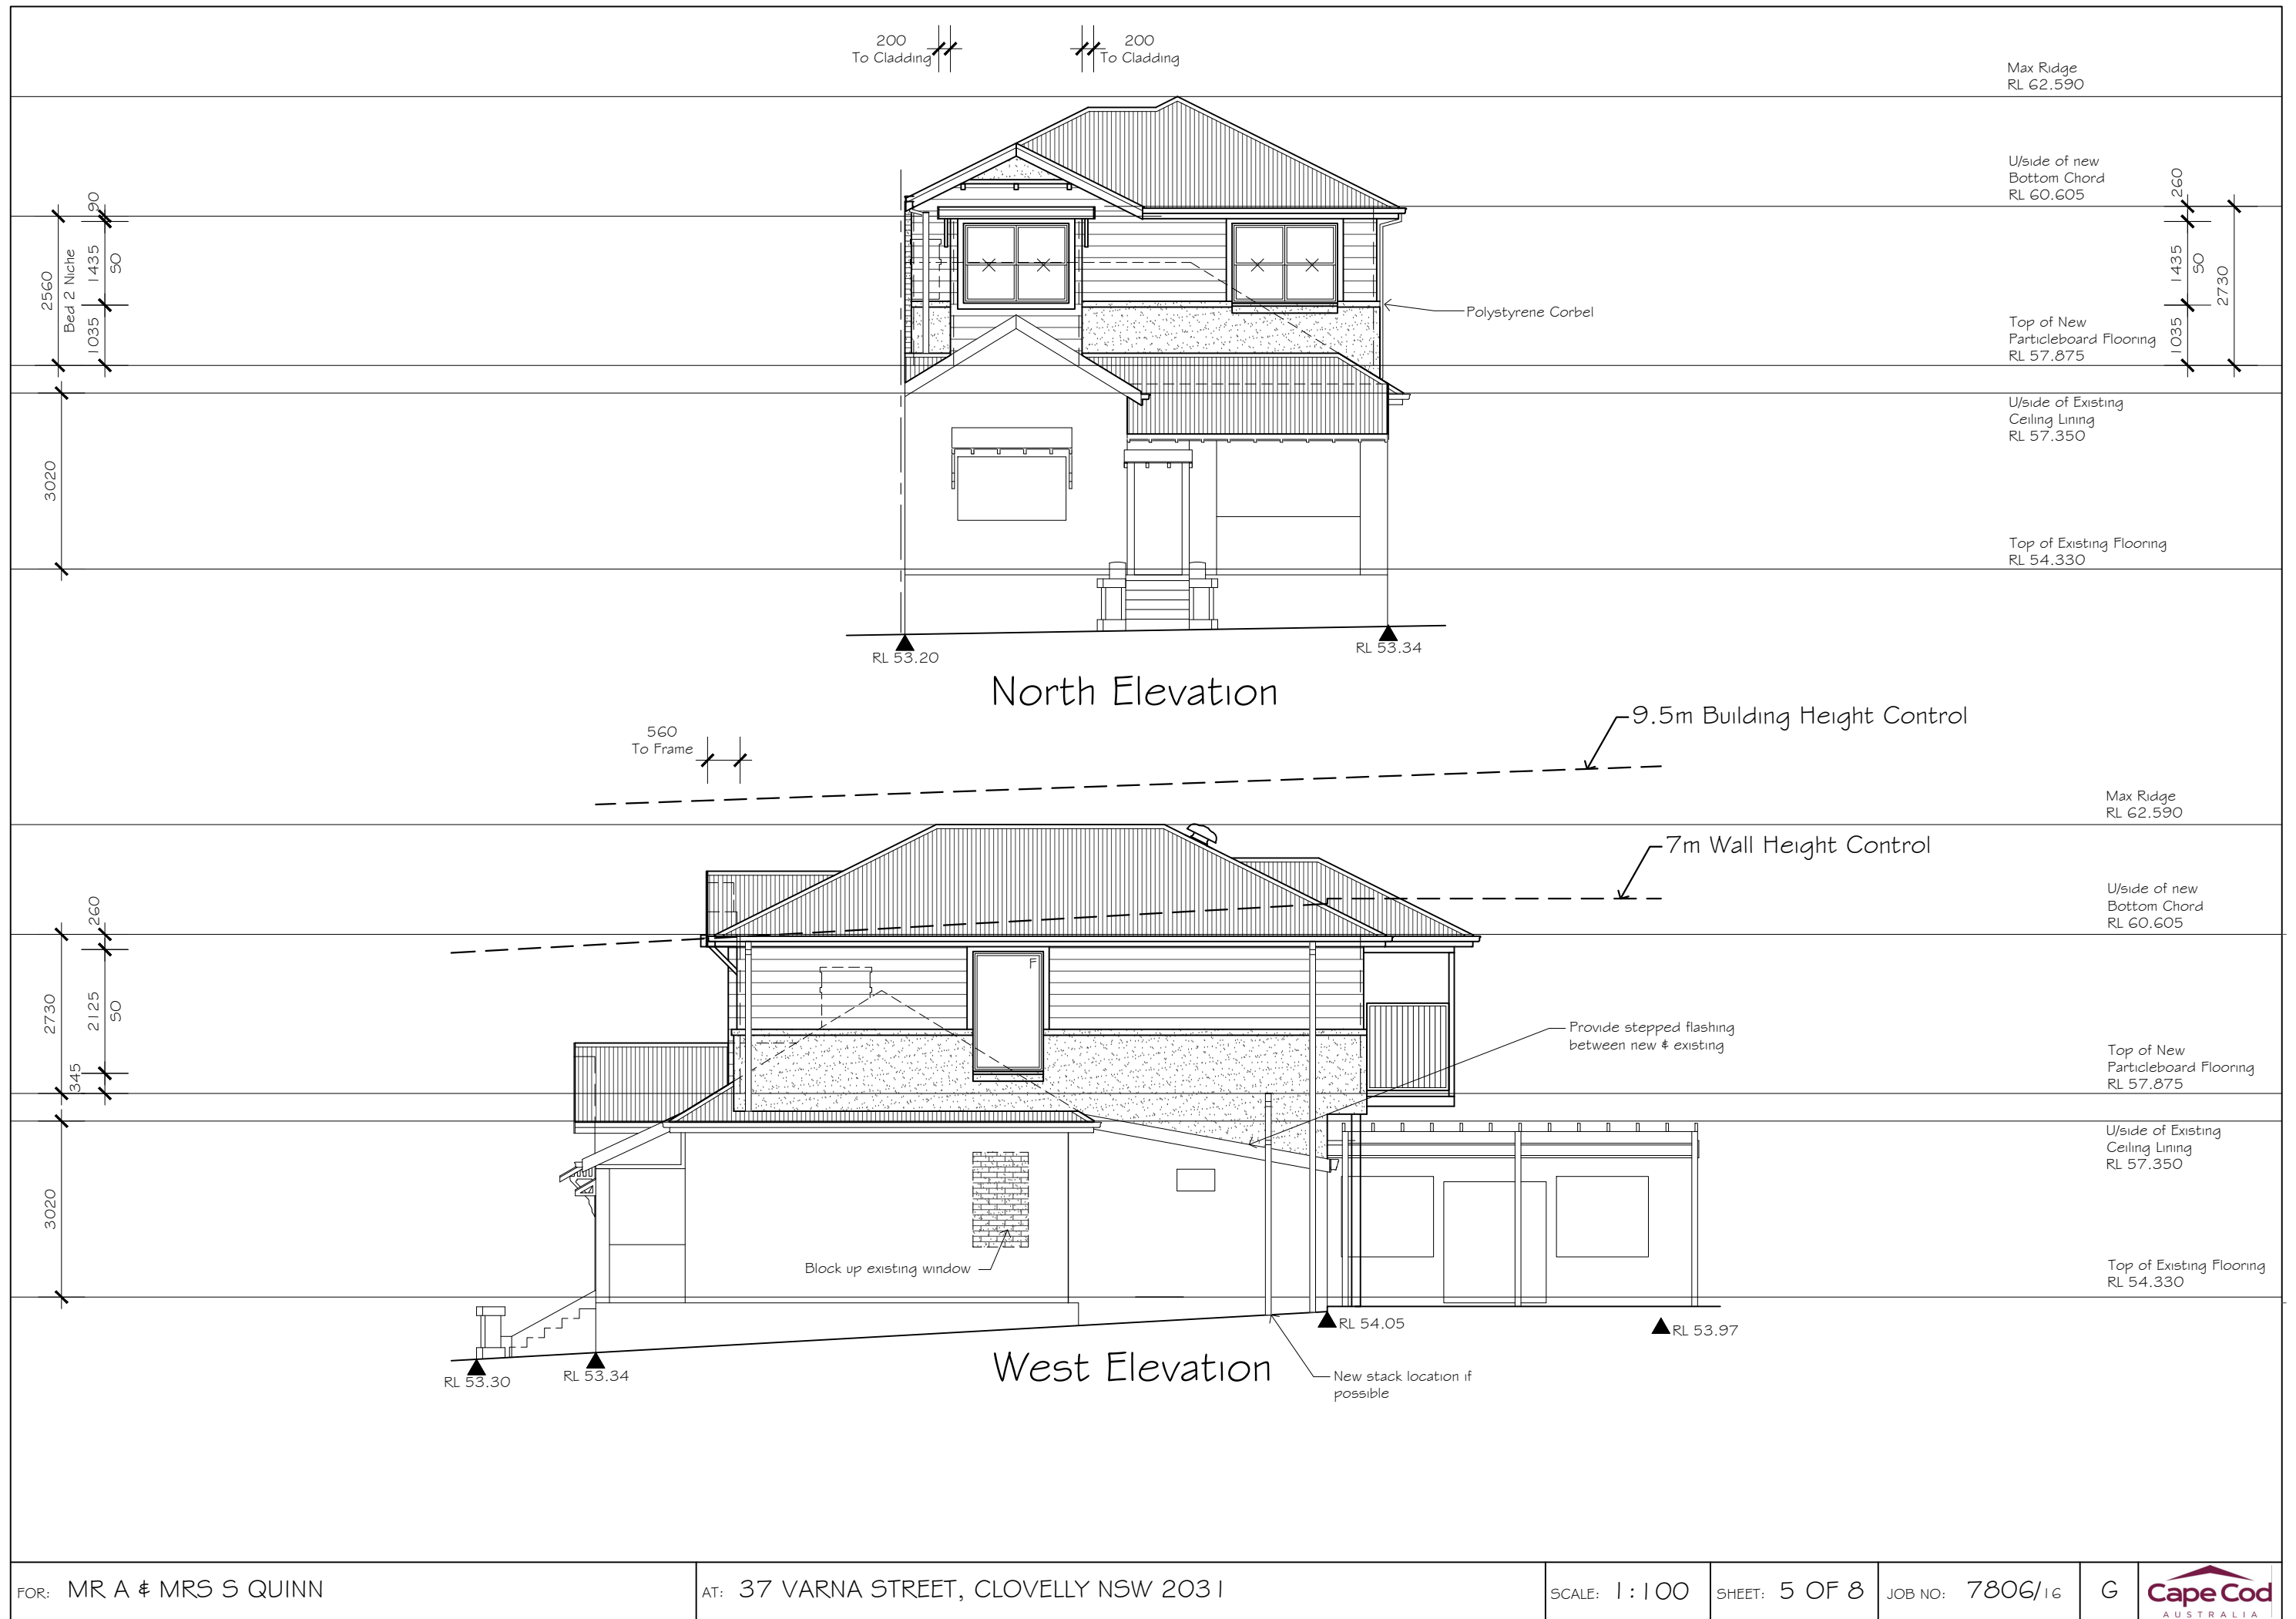 200
To Cladding
200
To Cladding
Max Ridge
RL 62.590
U/side of new
Bottom Chord
RL 60.605
90
260
2560
Bed 2 Niche
1435
SO
1035
1435
SO
2730
1035
Polystyrene Corbel
Top of New
Particleboard Flooring
RL 57.875
U/side of Existing
Ceiling Lining
RL 57.350
3020
Top of Existing Flooring
RL 54.330
RL 53.20
RL 53.34
North Elevation
560
To Frame
9.5m Building Height Control
Max Ridge
RL 62.590
7m Wall Height Control
U/side of new
Bottom Chord
RL 60.605
260
2730
2125
SO
345
F
Provide stepped flashing
between new & existing
Top of New
Particleboard Flooring
RL 57.875
U/side of Existing
Ceiling Lining
RL 57.350
3020
Block up existing window
Top of Existing Flooring
RL 54.330
RL 53.30
RL 53.34
RL 54.05
RL 53.97
West Elevation
New stack location if
possible
FOR: MR A & MRS S QUINN
AT: 37 VARNA STREET, CLOVELLY NSW 2031
SCALE: 1:100
SHEET: 5 OF 8
JOB NO: 7806/16
G
Cape Cod
AUSTRALIA